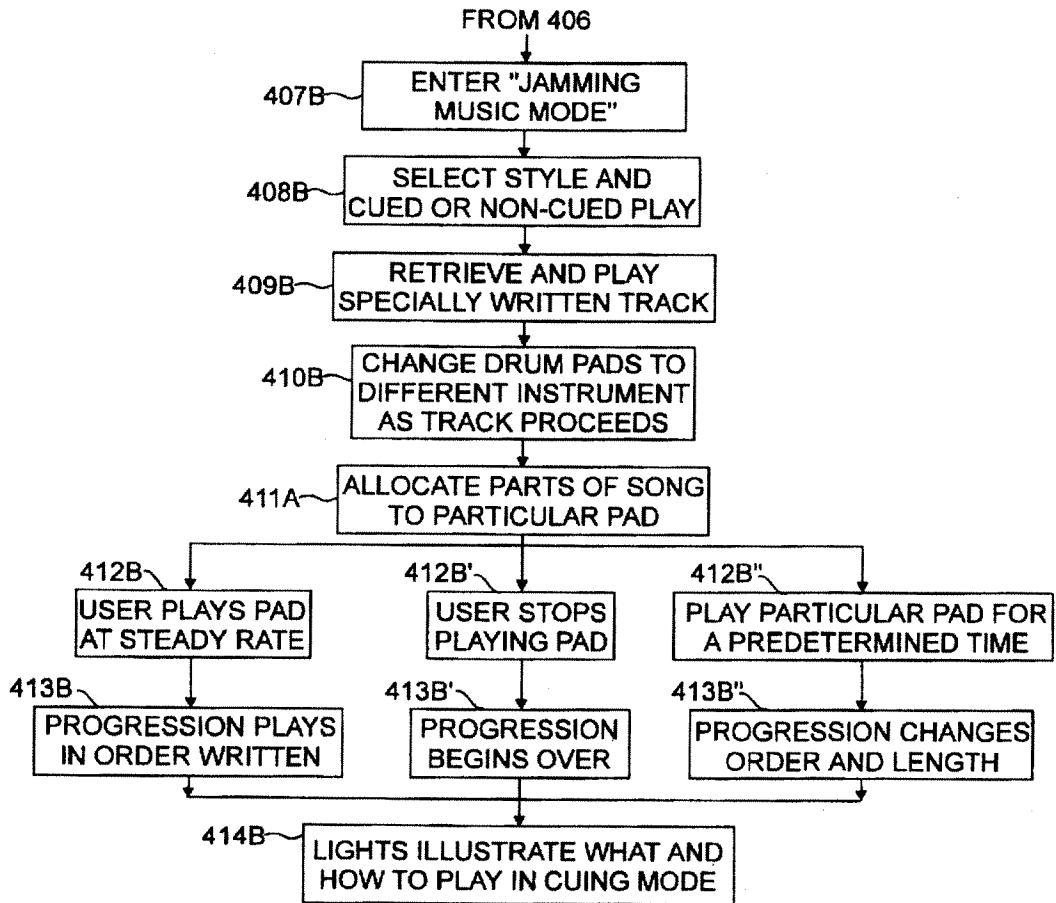 FROM 406
407B
ENTER "JAMMING
MUSIC MODE"
408B
SELECT STYLE AND
CUED OR NON-CUED PLAY
409B
RETRIEVE AND PLAY
SPECIALLY WRITTEN TRACK
410B
CHANGE DRUM PADS TO
DIFFERENT INSTRUMENT
AS TRACK PROCEEDS
411A
ALLOCATE PARTS OF SONG
TO PARTICULAR PAD
412B
USER PLAYS PAD
AT STEADY RATE
412B'
USER STOPS
PLAYING PAD
412B"
PLAY PARTICULAR PAD FOR
A PREDETERMINED TIME
413B
PROGRESSION PLAYS
IN ORDER WRITTEN
413B'
PROGRESSION
BEGINS OVER
413B"
PROGRESSION CHANGES
ORDER AND LENGTH
414B
LIGHTS ILLUSTRATE WHAT AND
HOW TO PLAY IN CUING MODE